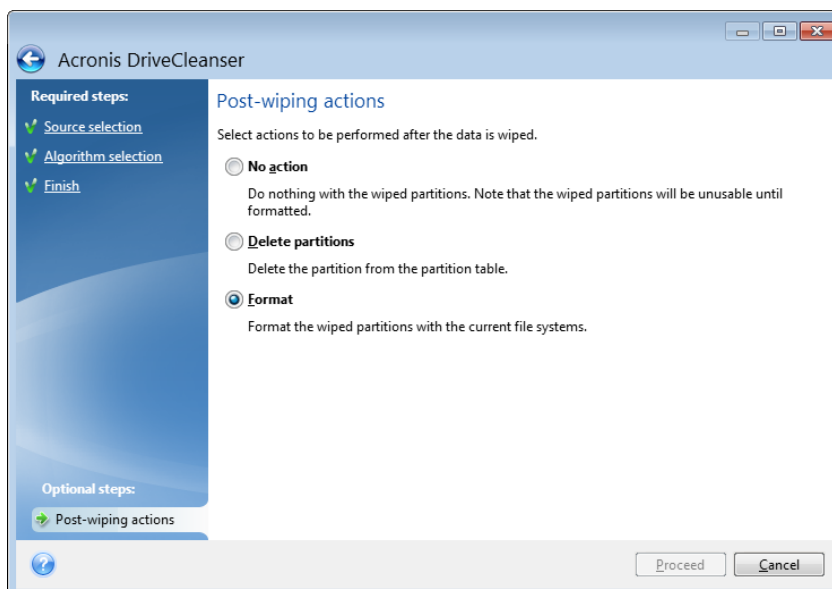 Acronis DriveCleanser
Required steps:
Source selection
Algorithm selection
Finish
Post-wiping actions
Select actions to be performed after the data is wiped.
No action
Do nothing with the wiped partitions. Note that the wiped partitions will be unusable until
formatted.
Delete partitions
Delete the partition from the partition table.
Format
Format the wiped partitions with the current file systems.
Optional steps:
Post-wiping actions
Proceed
Cancel